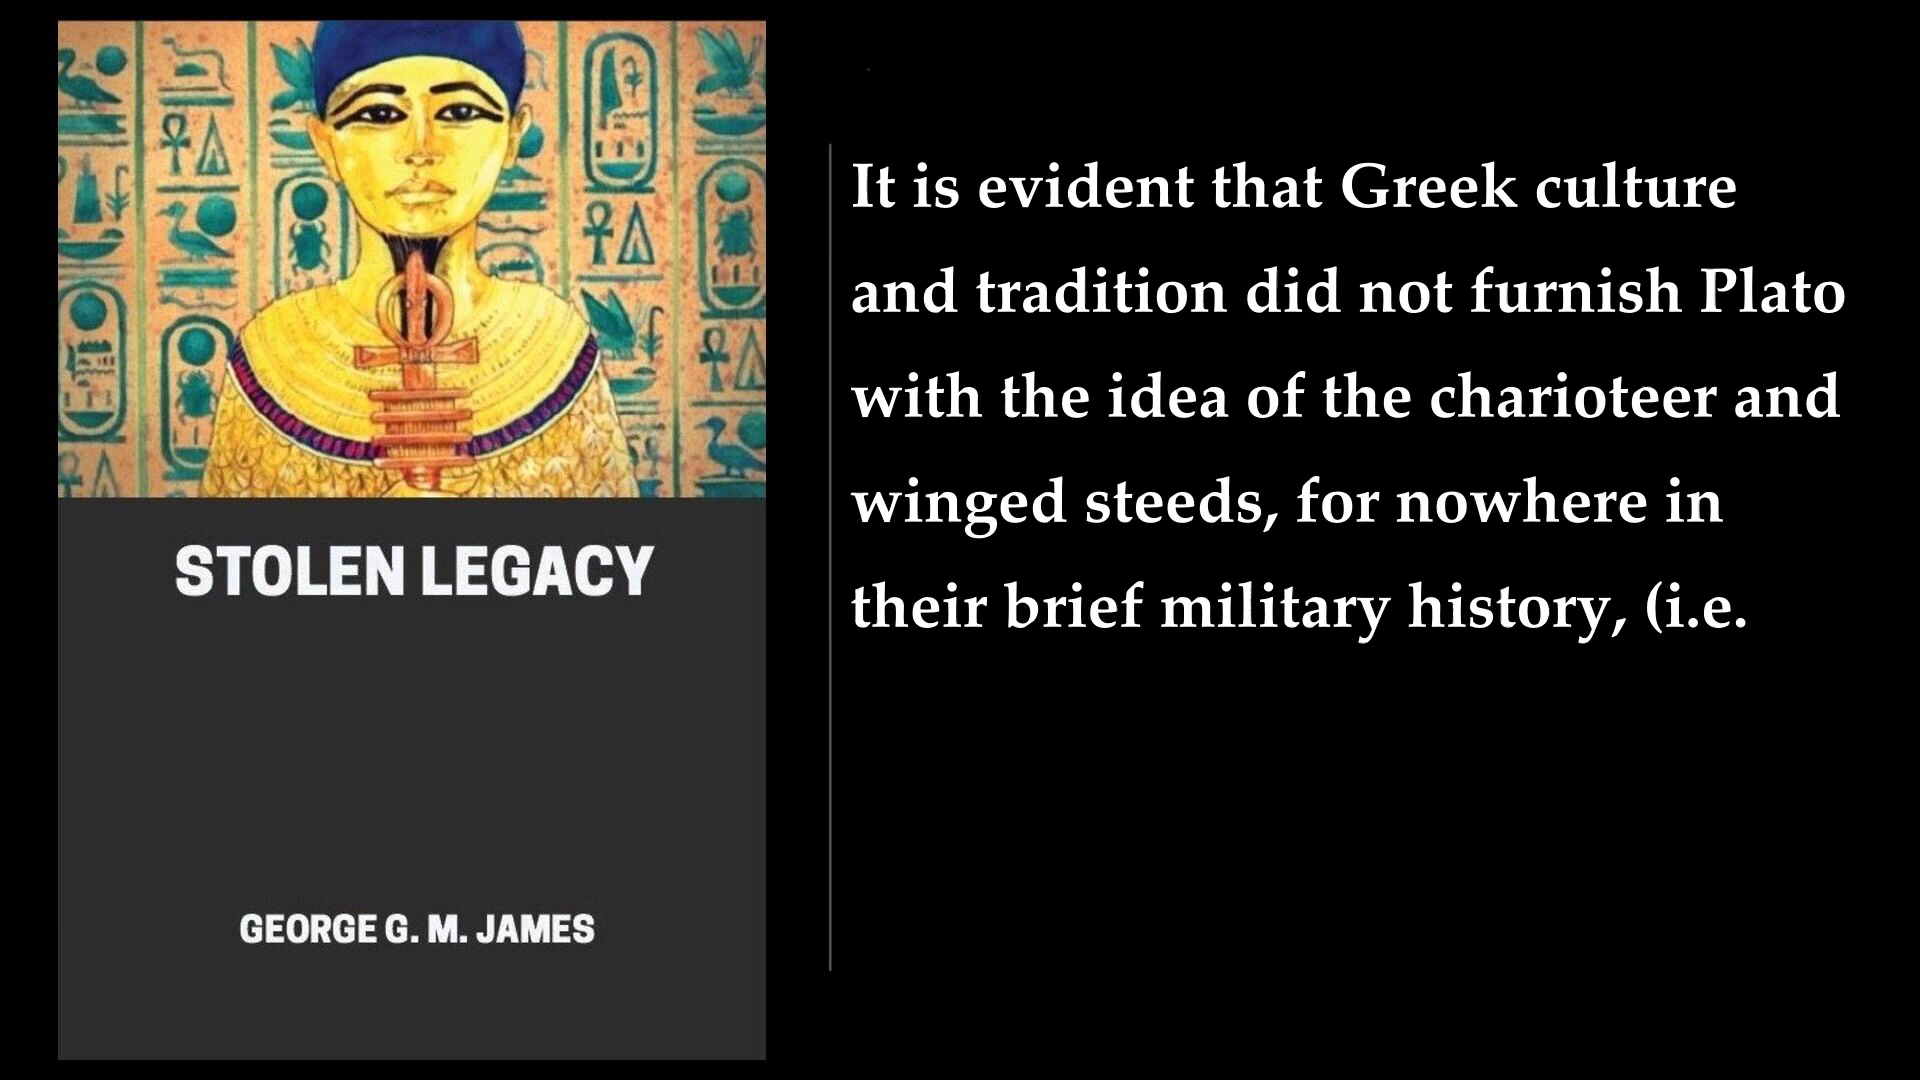 STOLEN LEGACY
GEORGE G. M. JAMES
It is evident that Greek culture
and tradition did not furnish Plato
with the idea of the charioteer and
winged steeds, for nowhere in
their brief military history, (i.e.